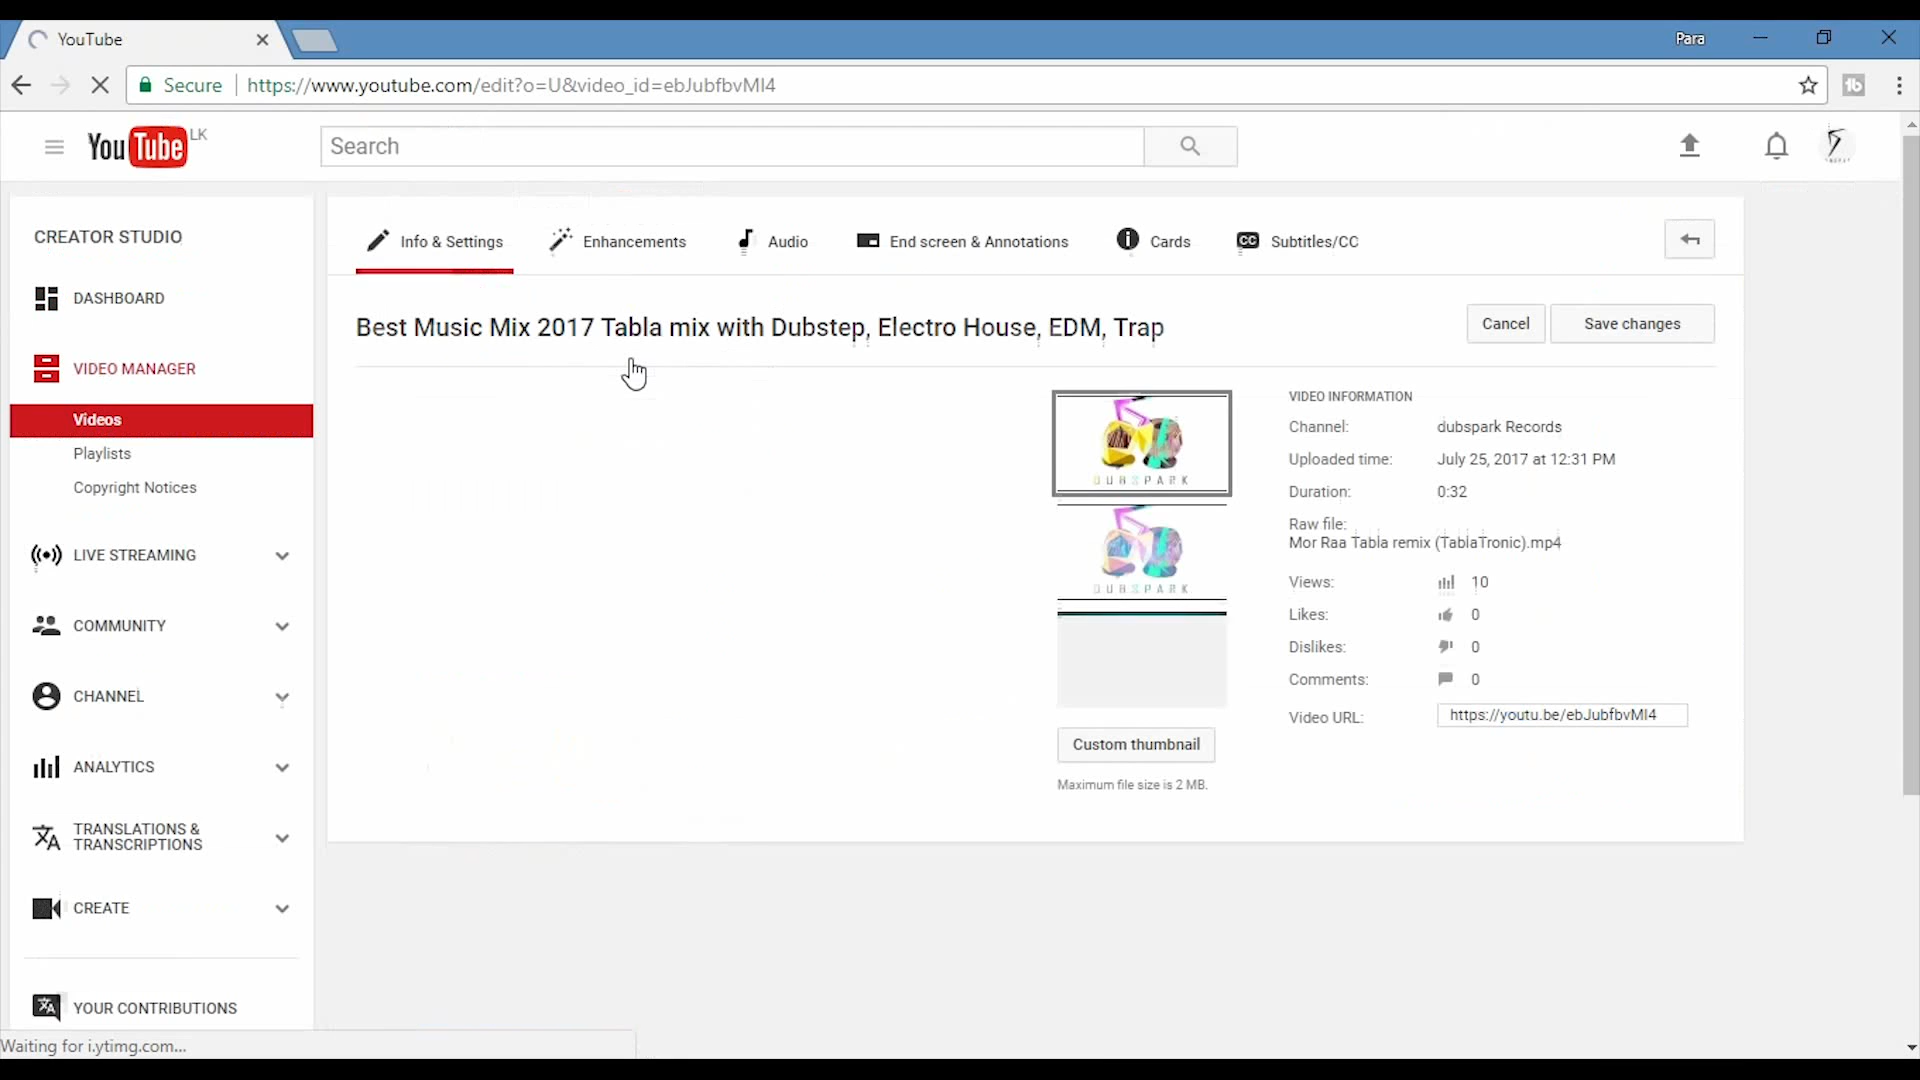 YouTube
Para
Secure
https://www.youtube.com/edit?o=U&video_id=ebJubfbvMI4
YouTube LK
Search
CREATOR STUDIO
DASHBOARD
VIDEO MANAGER
Videos
Playlists
Copyright Notices
LIVE STREAMING
COMMUNITY
CHANNEL
ANALYTICS
TRANSLATIONS &
TRANSCRIPTIONS
CREATE
YOUR CONTRIBUTIONS
Waiting for i.ytimg.com...
Info & Settings
Enhancements
Audio
End screen & Annotations
Cards
CC Subtitles/CC
Best Music Mix 2017 Tabla mix with Dubstep, Electro House, EDM, Trap
Cancel
Save changes
DUBSPARK
DUBSPARK
Custom thumbnail
Maximum file size is 2 MB.
VIDEO INFORMATION
Channel: dubspark Records
Uploaded time: July 25, 2017 at 12:31 PM
Duration: 0:32
Raw file:
Mor Raa Tabla remix (TablaTronic).mp4
Views: 10
Likes: 0
Dislikes: 0
Comments: 0
Video URL: https://youtu.be/ebJubfbvMI4